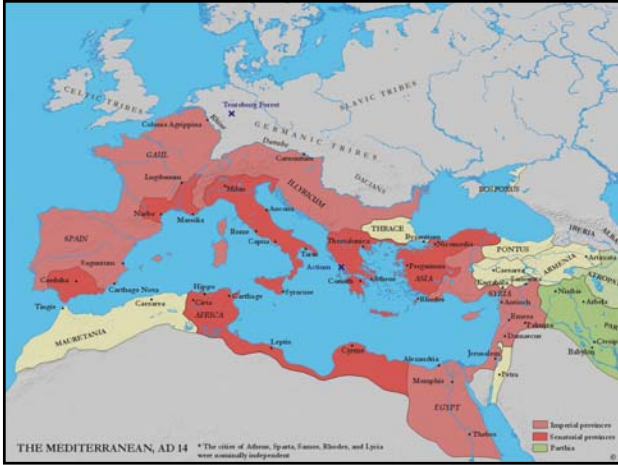 CELTIC TRIBES
Teutoburg Forest
SLAVIC TRIBES
Colonia Agrippina
Rhine
GERMANIC TRIBES
GAUL
Danube
Carnuntum
DACIANS
Lugdunum
ILLYRICUM
BOSPORUS
Milan
Narbo
Massilia
Ancona
IBERIA
THRACE
Byzantium
PONTUS
SPAIN
Rome
Capua
Thessalonica
Nicomedia
ARMENIA
Artaxata
Saguntum
Tarentum
Actium
Pergamum
ASIA
Caesarea
Corduba
Corinth
Athens
Nisibis
Carthago Nova
Hippo
Carthage
Syracuse
Rhodes
SYRIA
Antioch
Arbela
Tingis
Caesarea
Cirta
Emesa
Palmyra
MAURETANIA
AFRICA
Damascus
Leptis
Cyrene
Alexandria
Jerusalem
Babylon
Memphis
Petra
EGYPT
Thebes
Imperial provinces
Senatorial provinces
Parthia
THE MEDITERRANEAN, AD 14
* The cities of Athens, Sparta, Samos, Rhodes, and Lycia
were nominally independent
©